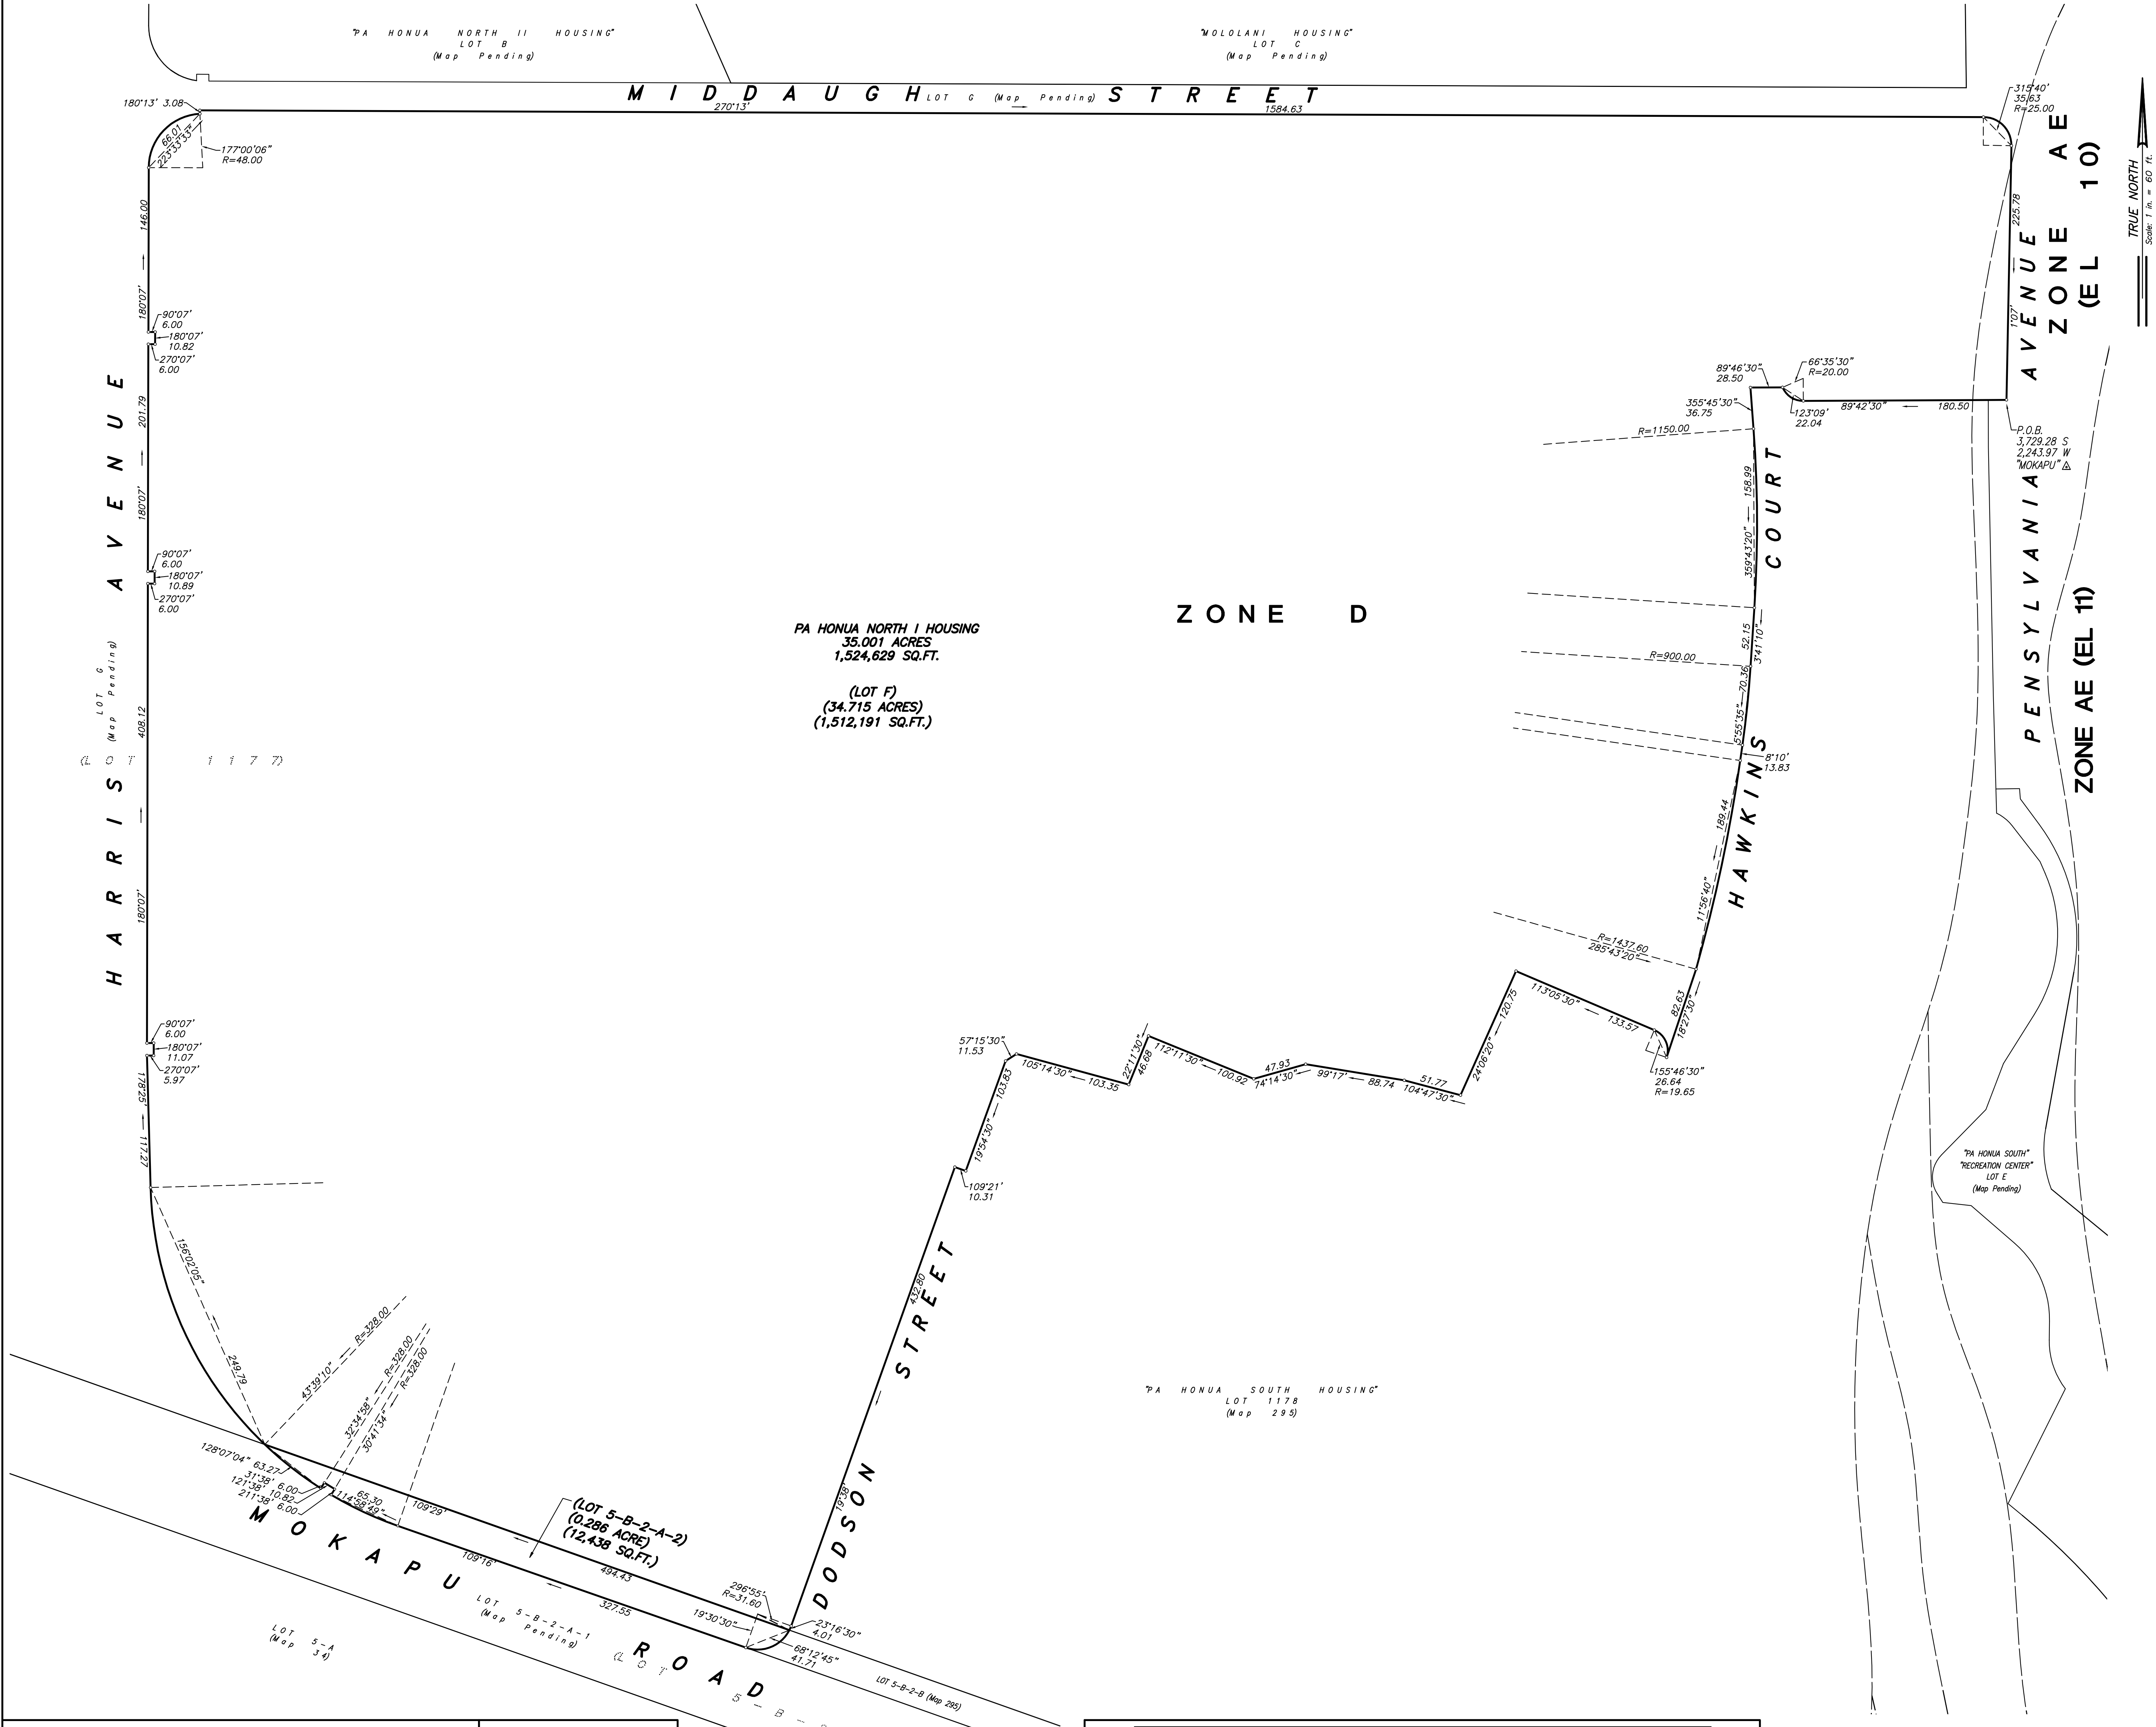 "PA HONUA NORTH II HOUSING"
LOT B
(Map Pending)
"MOLOLANI HOUSING"
LOT C
(Map Pending)
MIDDAUGH STREET
LOT G (Map Pending)
270°13'
1584.63
180°13' 3.08
66.01
223°33'33"
177°00'06"
R=48.00
315°40'
35.63
R=25.00
ZONE AE
(EL 10)
TRUE NORTH
Scale: 1 in. = 60 ft.
225.78
1°07'
PENSYLVANIA AVENUE
146.00
180°07'
90°07'
6.00
180°07'
10.82
270°07'
6.00
HARRIS AVENUE
201.79
180°07'
90°07'
6.00
180°07'
10.89
270°07'
6.00
LOT G
(Map Pending)
408.12
(LOT 1177)
180°07'
90°07'
6.00
180°07'
11.07
270°07'
5.97
178°25'
117.27
89°46'30"
28.50
66°35'30"
R=20.00
355°45'30"
36.75
123°09'
22.04
89°42'30"
180.50
P.O.B.
3,729.28 S
2,243.97 W
"MOKAPU"
R=1150.00
158.99
359°43'20"
HAWKINS COURT
ZONE D
PA HONUA NORTH I HOUSING
35.001 ACRES
1,524,629 SQ.FT.
(LOT F)
(34.715 ACRES)
(1,512,191 SQ.FT.)
R=900.00
52.15
3°41'10"
70.36
5°55'35"
8°10'
13.83
189.44
11°56'40"
ZONE AE (EL 11)
R=1437.60
285°43'20"
82.63
18°27'30"
113°05'30"
133.57
155°46'30"
26.64
R=19.65
120.75
24°06'20"
51.77
104°47'30"
99°17'
88.74
47.93
74°14'30"
112°11'30"
100.92
22°11'30"
46.68
105°14'30"
103.35
57°15'30"
11.53
103.83
19°54'30"
109°21'
10.31
"PA HONUA SOUTH"
"RECREATION CENTER"
LOT E
(Map Pending)
432.80
19°38'
DODSON STREET
156°02'05"
249.79
43°39'10"
R=328.00
32°34'58"
R=328.00
30°41'34"
R=328.00
"PA HONUA SOUTH HOUSING"
LOT 1178
(Map 295)
128°07'04" 63.27
31°38' 6.00
121°38' 10.82
211°38' 6.00
65.30
114°58'49"
109°29'
494.43
(LOT 5-B-2-A-2)
(0.286 ACRE)
(12,438 SQ.FT.)
109°16'
327.55
MOKAPU ROAD
LOT 5-B-2-A-1
(Map Pending)
296°55'
R=31.60
19°30'30"
23°16'30"
4.01
68°12'45"
41.71
LOT 5-A
(Map 34)
LOT 5-B-2-B (Map 295)
(LOT 5-B-